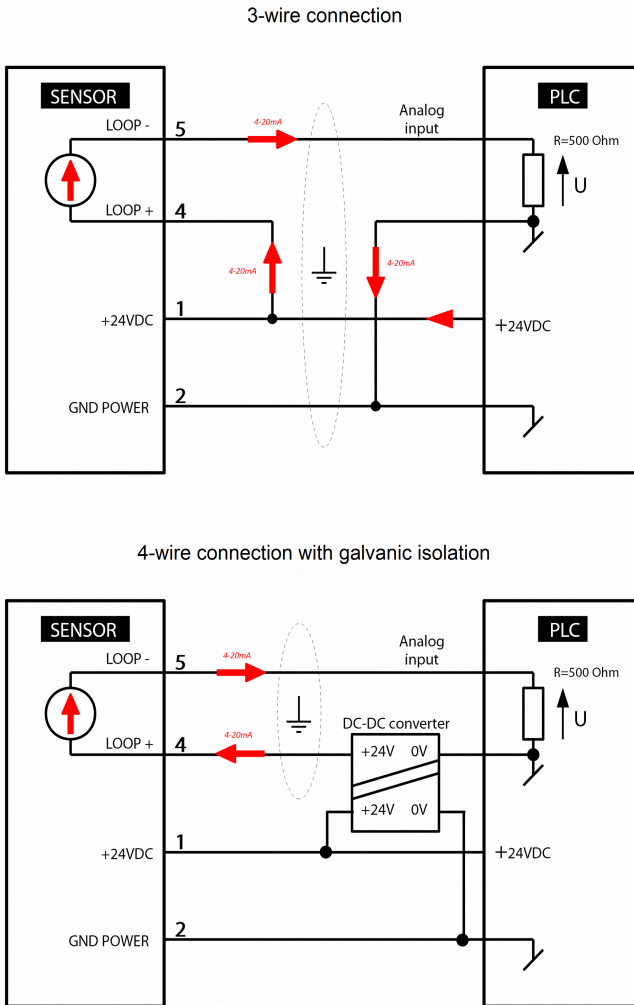 3-wire connection
SENSOR
PLC
LOOP -
5
4-20mA
Analog
input
R=500 Ohm
U
LOOP +
4
4-20mA
4-20mA
+24VDC
1
+24VDC
GND POWER
2
4-wire connection with galvanic isolation
SENSOR
PLC
LOOP -
5
4-20mA
Analog
input
R=500 Ohm
U
LOOP +
4
4-20mA
DC-DC converter
+24V 0V
+24V 0V
+24VDC
1
+24VDC
GND POWER
2